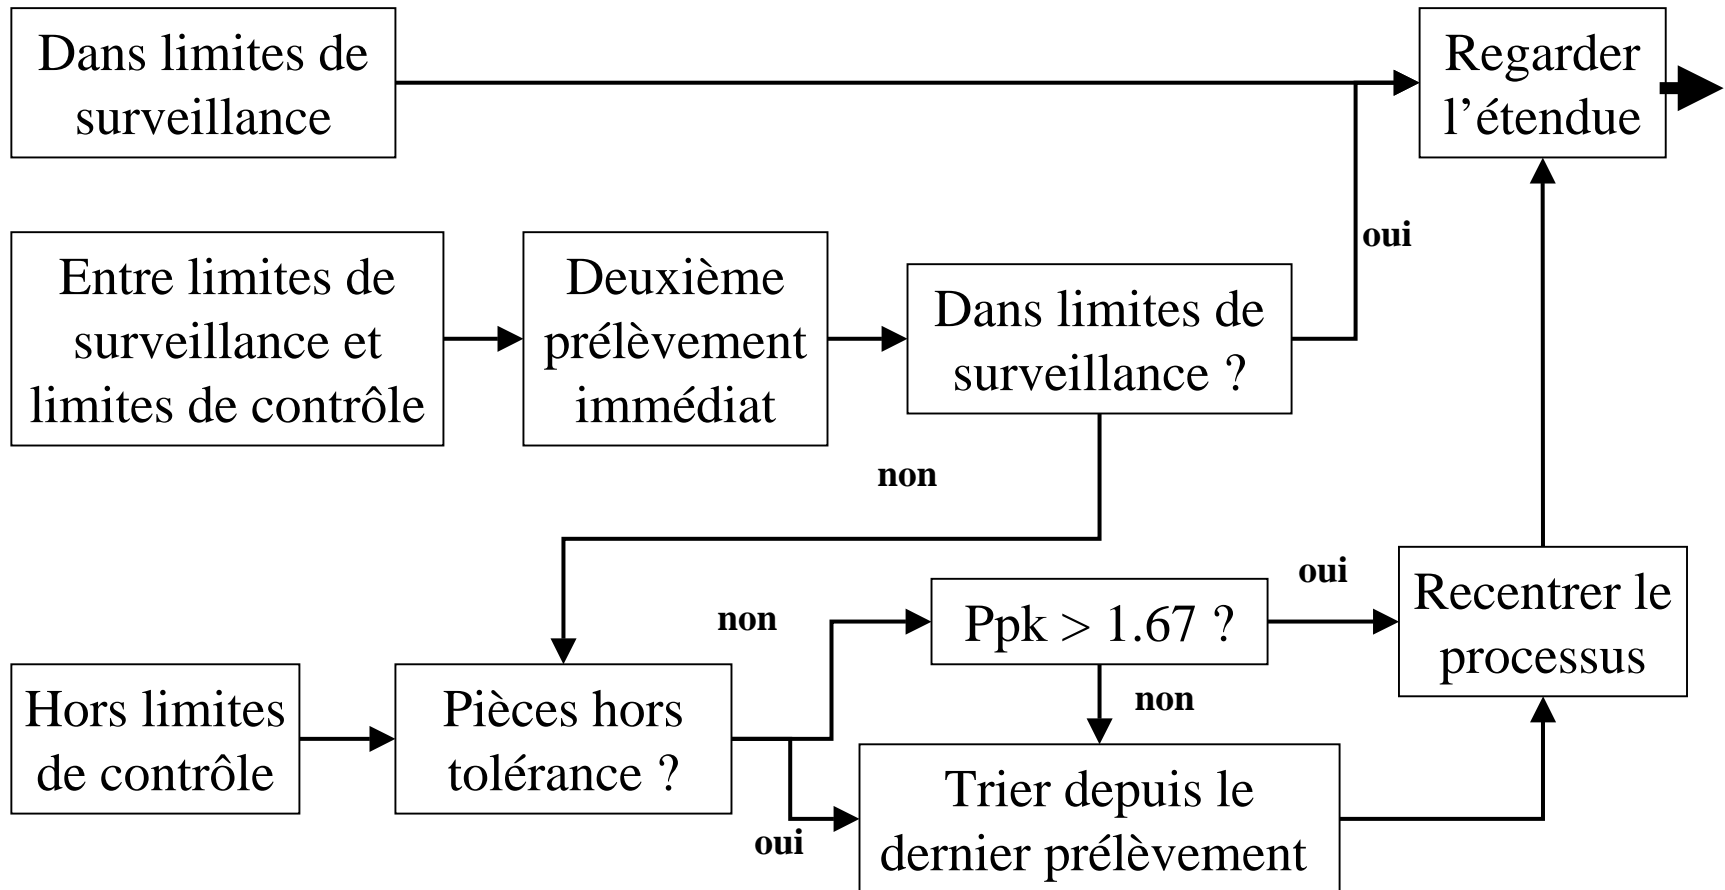 Dans limites de
surveillance
Regarder
l’étendue
oui
Entre limites de
surveillance et
limites de contrôle
Deuxième
prélèvement
immédiat
Dans limites de
surveillance ?
non
non
Ppk > 1.67 ?
oui
Recentrer le
processus
Hors limites
de contrôle
Pièces hors
tolérance ?
non
oui
Trier depuis le
dernier prélèvement